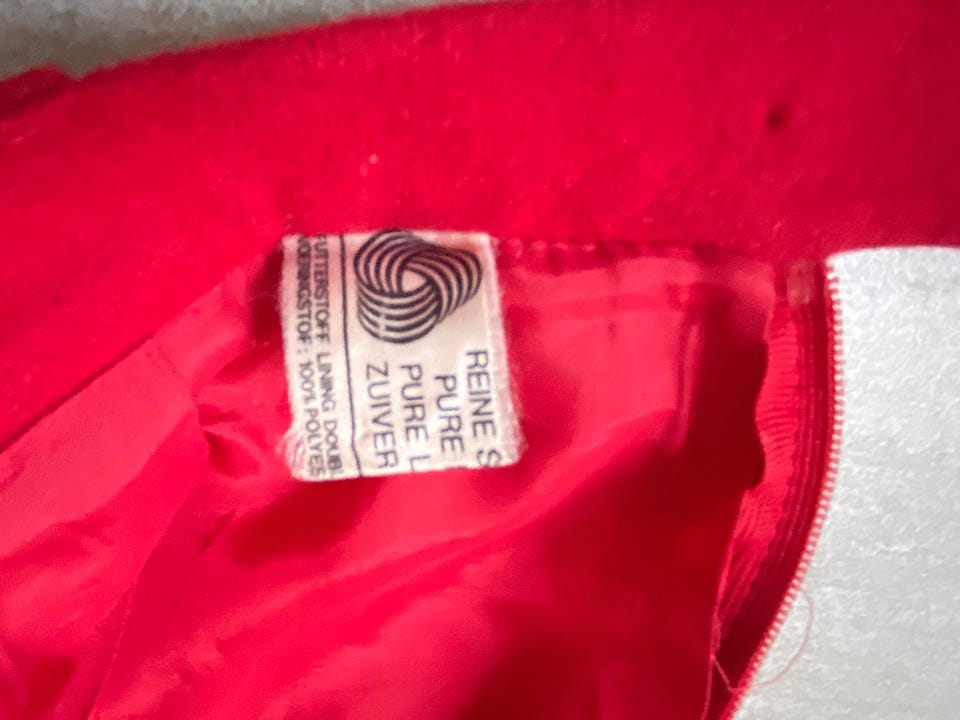 REINE S
PURE
PURE L
ZUIVER
FUTTERSTOFF LINING DOUBL
VOERINGSTOF: 100% POLYES